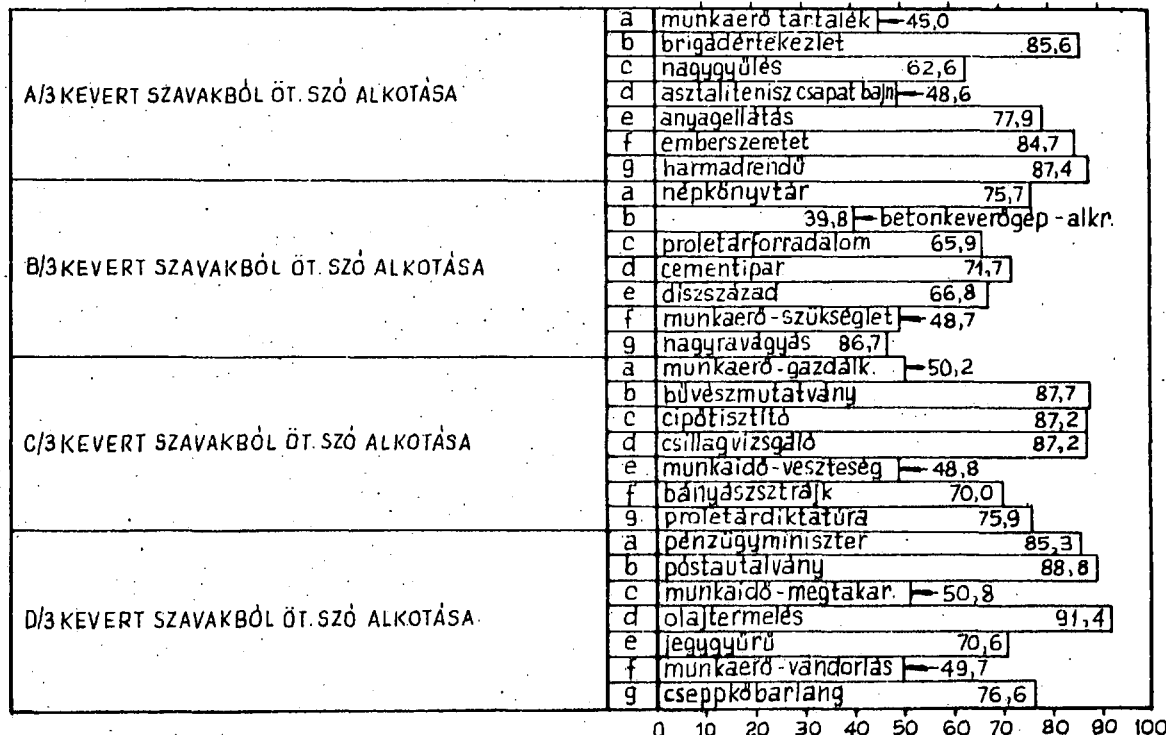 a munkaerő tartalék 45,0
b brigádértekezlet 85,6
c nagygyűlés 62,6
A/3 KEVERT SZAVAKBÓL ÖT. SZÓ ALKOTÁSA d asztalitenisz csapat bajn 48,6
e anyagellátás 77,9
f emberszeretet 84,7
g harmadrendű 87,4
a népkönyvtár 75,7
b 39,8 betonkeverőgép-alkr.
c proletárforradalom 65,9
B/3 KEVERT SZAVAKBÓL ÖT. SZÓ ALKOTÁSA d cementipar 71,7
e díszszázad 66,8
f munkaerő-szükséglet 48,7
g nagyravágyás 86,7
a munkaerő-gazdálk. 50,2
b bűvészmutatvány 87,7
c cipőtisztító 87,2
C/3 KEVERT SZAVAKBÓL ÖT. SZÓ ALKOTÁSA d csillagvizsgáló 87,2
e munkaidő-veszteség 48,8
f bányászsztrájk 70,0
g proletárdiktatúra 75,9
a pénzügyminiszter 85,3
b postautalvány 88,8
c munkaidő-megtakar. 50,8
D/3 KEVERT SZAVAKBÓL ÖT. SZÓ ALKOTÁSA d olajtermelés 91,4
e jegygyűrű 70,6
f munkaerő-vándorlás 49,7
g cseppkőbarlang 76,6
0 10 20 30 40 50 60 70 80 90 100